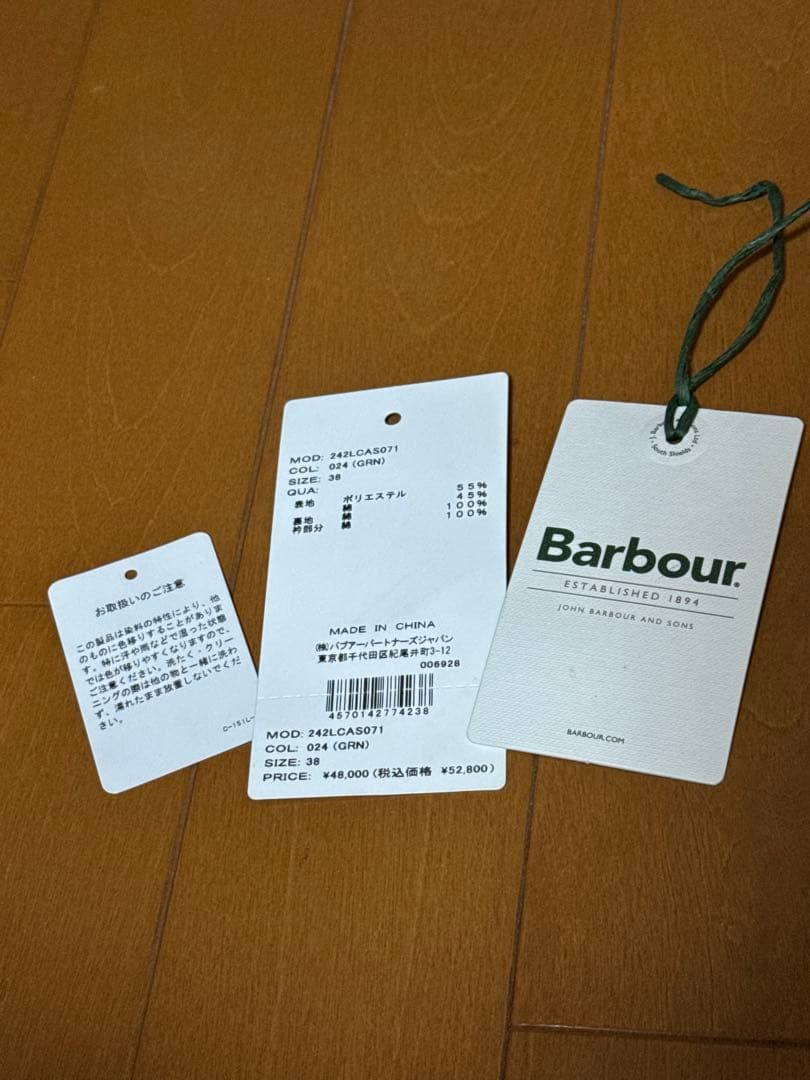 お取扱いのご注意
この製品は染料の特性により、他
のものに色移りすることがありま
す。特に汗や雨などで湿った状態
では色が移りやすくなりますので、
ご注意ください。洗たく・クリー
ニングの際は他の物と一緒に洗わ
ず、濡れたまま放置しないでくだ
さい。
C-151L-
MOD: 242LCAS071
COL: 024 (GRN)
SIZE: 38
QUA:
表地 ポリエステル 55%
綿 45%
裏地 綿 100%
衿部分 綿 100%
MADE IN CHINA
(株)バブアーパートナーズジャパン
東京都千代田区紀尾井町3-12
006928
4570142774238
MOD: 242LCAS071
COL: 024 (GRN)
SIZE: 38
PRICE: ¥48,000 (税込価格 ¥52,800)
South Shields
Barbour.
ESTABLISHED 1894
JOHN BARBOUR AND SONS
BARBOUR.COM